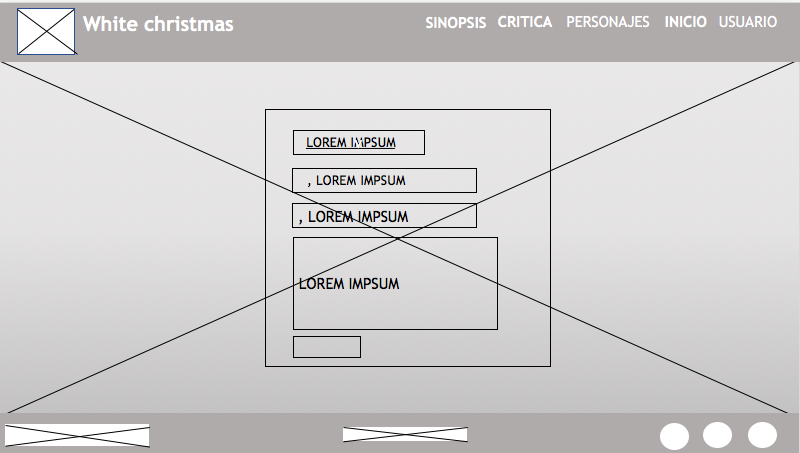 White christmas
SINOPSIS CRITICA PERSONAJES INICIO USUARIO
LOREM IMPSUM
, LOREM IMPSUM
, LOREM IMPSUM
LOREM IMPSUM